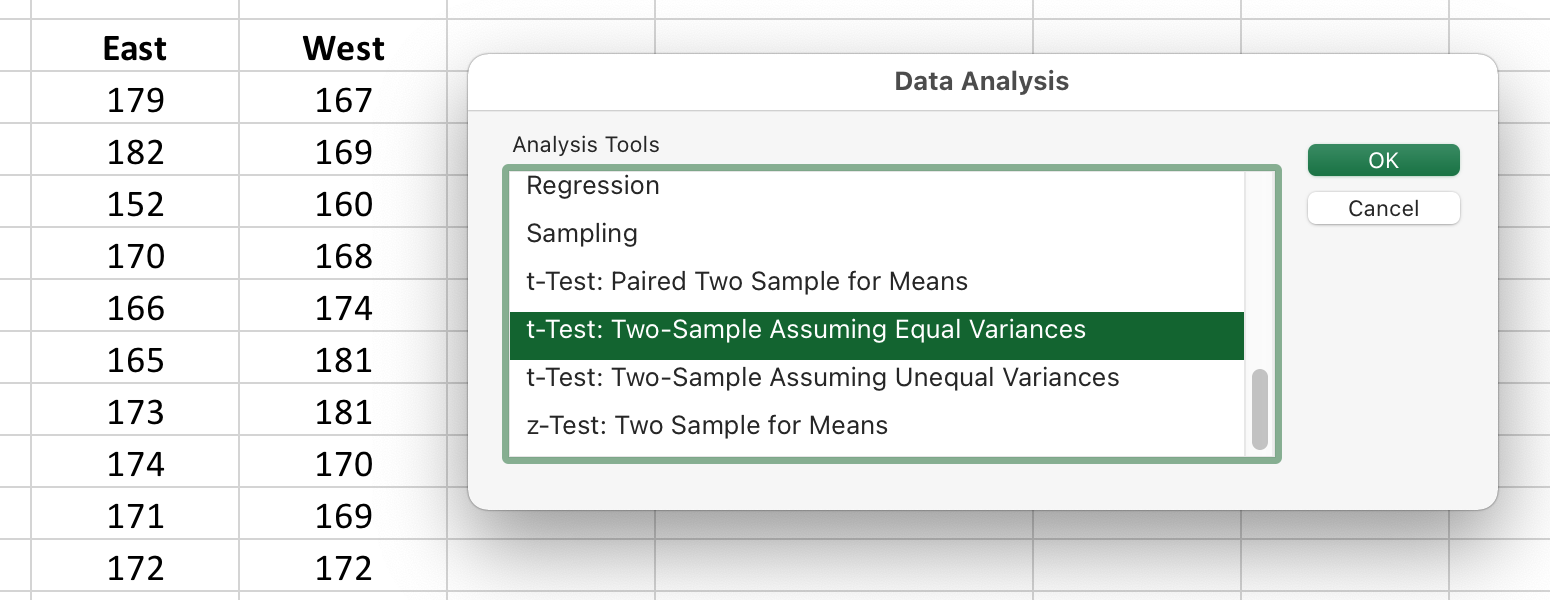 East West
179 167
182 169
152 160
170 168
166 174
165 181
173 181
174 170
171 169
172 172
Data Analysis
Analysis Tools
Regression
Sampling
t-Test: Paired Two Sample for Means
t-Test: Two-Sample Assuming Equal Variances
t-Test: Two-Sample Assuming Unequal Variances
z-Test: Two Sample for Means
OK
Cancel